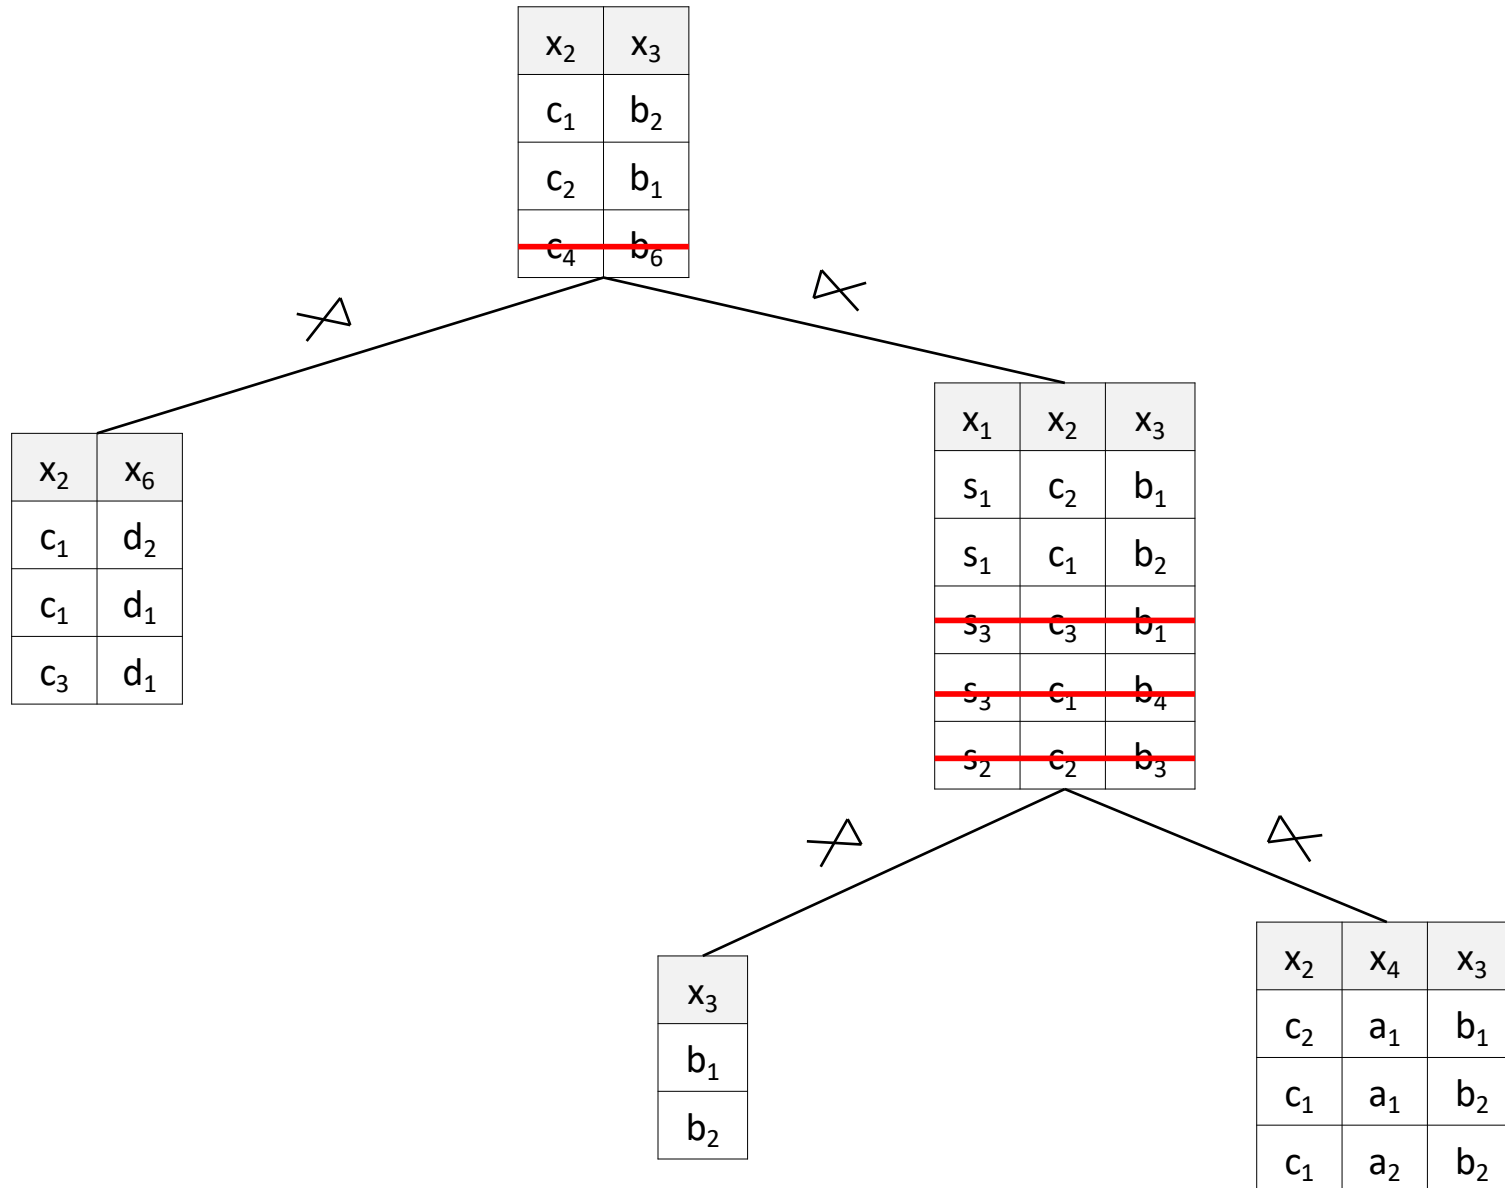 x₂ x₃
c₁ b₂
c₂ b₁
c₄ b₆
x₂ x₆
c₁ d₂
c₁ d₁
c₃ d₁
x₁ x₂ x₃
s₁ c₂ b₁
s₁ c₁ b₂
s₃ c₃ b₁
s₃ c₁ b₄
s₂ c₂ b₃
x₃
b₁
b₂
x₂ x₄ x₃
c₂ a₁ b₁
c₁ a₁ b₂
c₁ a₂ b₂